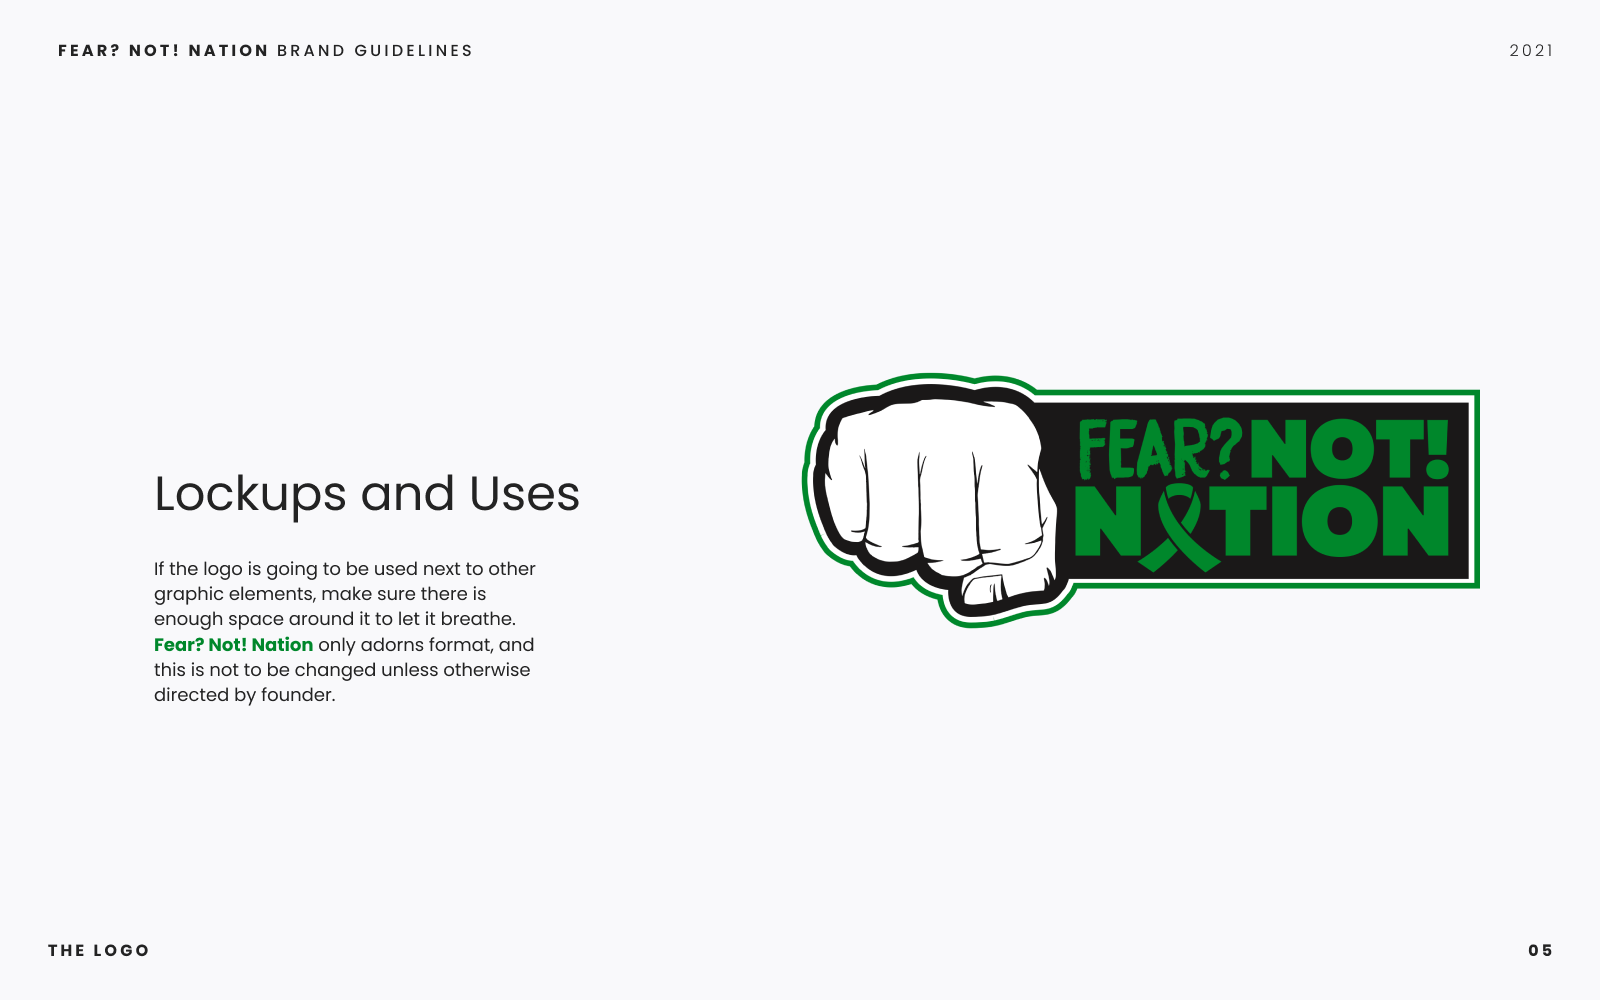 FEAR? NOT! NATION BRAND GUIDELINES
2021
Lockups and Uses
If the logo is going to be used next to other
graphic elements, make sure there is
enough space around it to let it breathe.
Fear? Not! Nation only adorns format, and
this is not to be changed unless otherwise
directed by founder.
FEAR? NOT!
NATION
THE LOGO
05